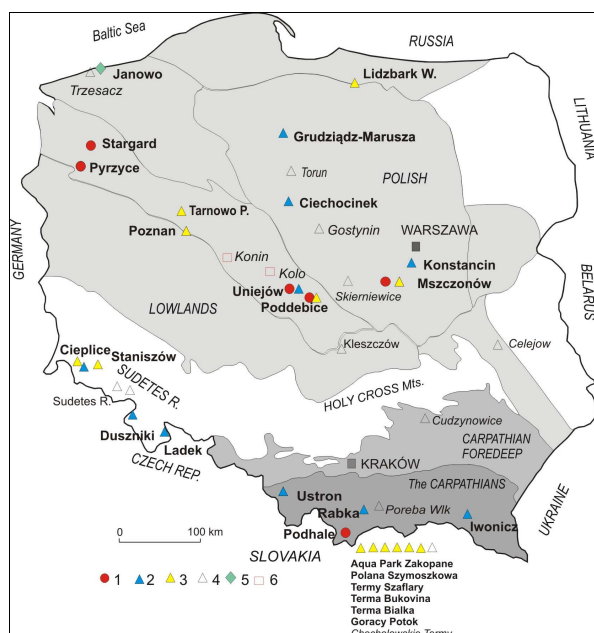 Baltic Sea
RUSSIA
Lidzbark W.
Janowo
Trzesacz
LITHUANIA
Stargard
Grudziądz-Marusza
Pyrzyce
Torun
POLISH
Ciechocinek
Tarnowo P.
Poznan
Gostynin
WARSZAWA
GERMANY
Konin
Konstancin
BELARUS
Kolo
Mszczonów
Uniejów
Skierniewice
Poddebice
LOWLANDS
Kleszczów
Celejow
Cieplice
Staniszów
SUDETES R.
HOLY CROSS Mts.
Sudetes R.
Cudzynowice
Duszniki
CARPATHIAN
FOREDEEP
Ladek
CZECH REP.
KRAKÓW
The CARPATHIANS
UKRAINE
Ustron
Rabka
Poreba Wlk
Iwonicz
0 100 km
Podhale
SLOVAKIA
1 2 3 4 5 6
Aqua Park Zakopane
Polana Szymoszkowa
Termy Szaflary
Terma Bukovina
Terma Bialka
Goracy Potok
Chocholowskie Termy